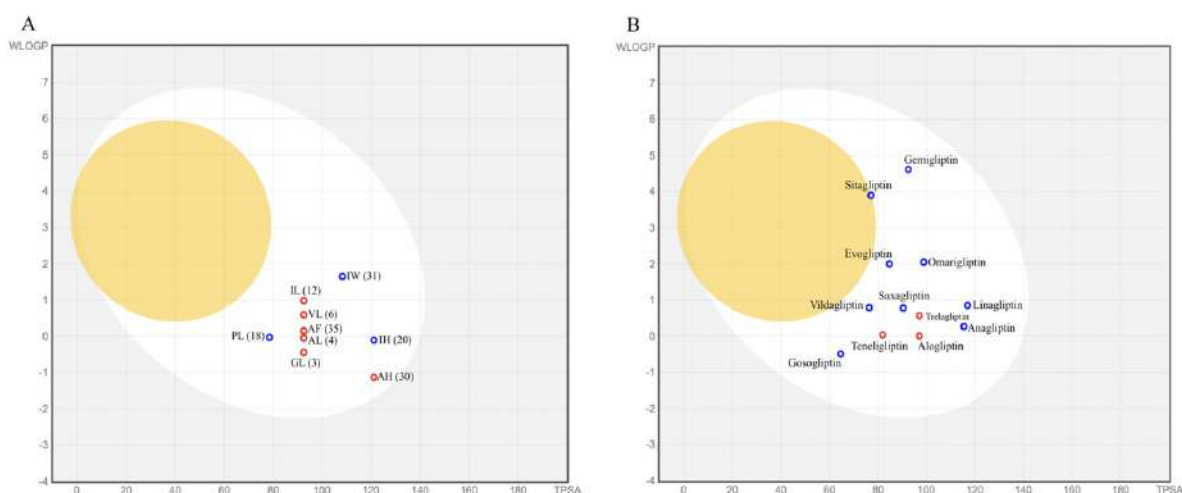 A
WLOGP
7
6
5
4
3
2
1
0
-1
-2
-3
-4
IW (31)
IL (12)
VL (6)
AF (35)
PL (18)
AL (4)
IH (20)
GL (3)
AH (30)
0 20 40 60 80 100 120 140 160 180 TPSA
B
WLOGP
7
6
5
4
3
2
1
0
-1
-2
-3
-4
Gemigliptin
Sitagliptin
Evogliptin
Omarigliptin
Vildagliptin
Saxagliptin
Linagliptin
Trelagliptin
Anagliptin
Teneligliptin
Alogliptin
Gosogliptin
0 20 40 60 80 100 120 140 160 180 TPSA